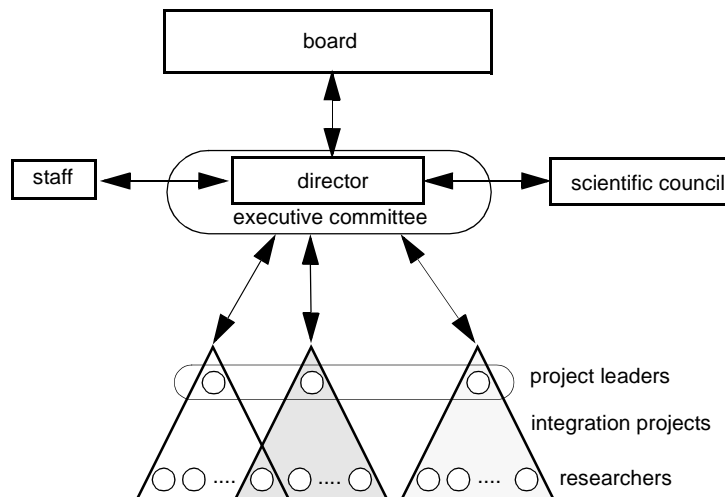 board
staff
director
scientific council
executive committee
project leaders
integration projects
.... .... ....
researchers